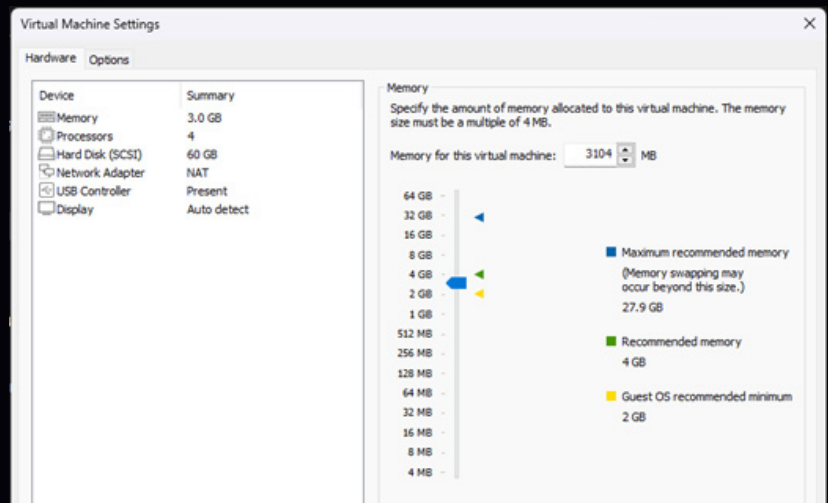 Virtual Machine Settings
Hardware Options
Device Summary
Memory 3.0 GB
Processors 4
Hard Disk (SCSI) 60 GB
Network Adapter NAT
USB Controller Present
Display Auto detect
Memory
Specify the amount of memory allocated to this virtual machine. The memory
size must be a multiple of 4 MB.
Memory for this virtual machine: 3104 MB
64 GB
32 GB
16 GB
8 GB
4 GB
2 GB
1 GB
512 MB
256 MB
128 MB
64 MB
32 MB
16 MB
8 MB
4 MB
Maximum recommended memory
(Memory swapping may
occur beyond this size.)
27.9 GB
Recommended memory
4 GB
Guest OS recommended minimum
2 GB